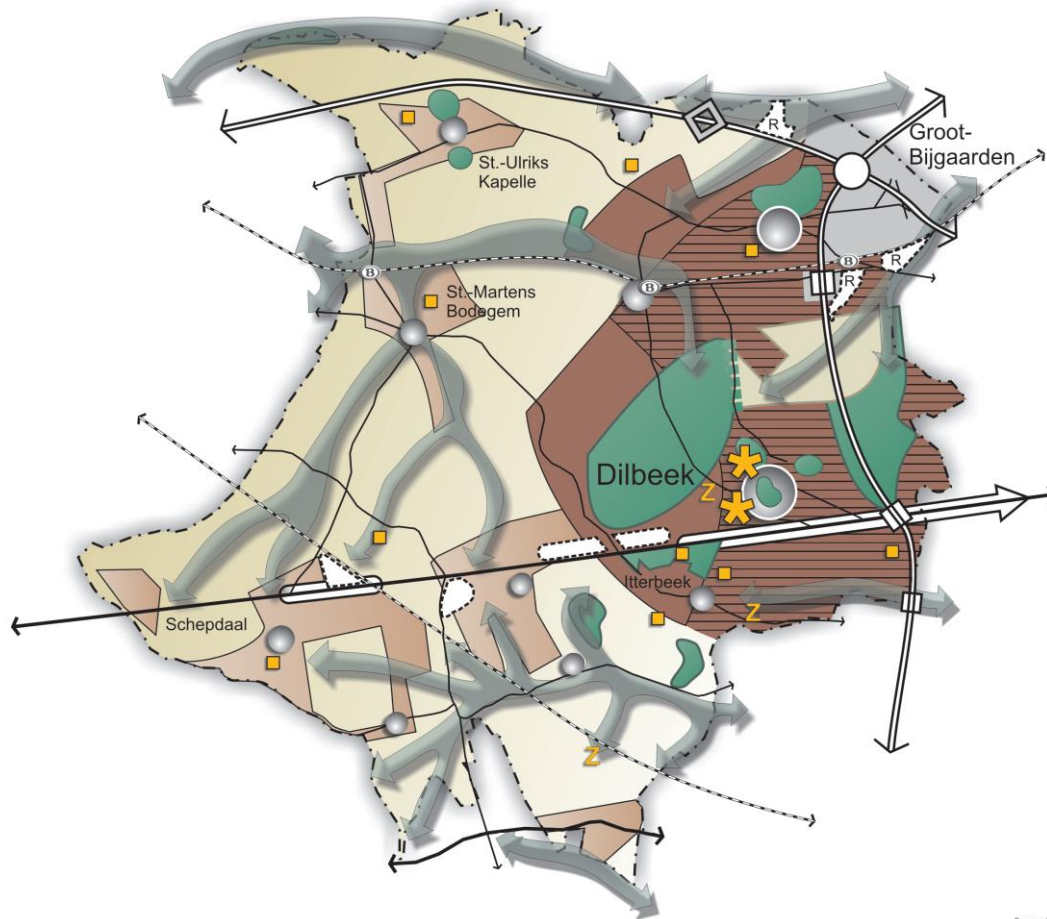 Groot-
Bijgaarden
R
St.-Ulriks
Kapelle
R
B
B
B
R
St.-Martens
Bodegem
Dilbeek
Z
Itterbeek
Z
Schepdaal
Z